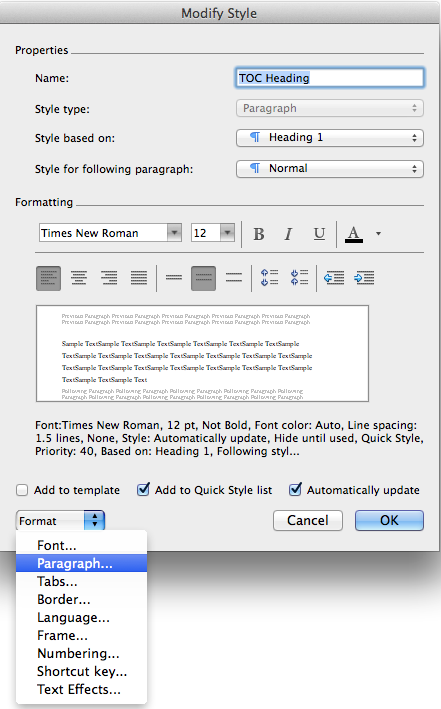 Modify Style
Properties
Name: TOC Heading
Style type: Paragraph
Style based on: ¶ Heading 1
Style for following paragraph: ¶ Normal
Formatting
Times New Roman 12 B I U A
Previous Paragraph Previous Paragraph Previous Paragraph Previous Paragraph Previous Paragraph
Previous Paragraph Previous Paragraph Previous Paragraph Previous Paragraph Previous Paragraph
Sample TextSample TextSample TextSample TextSample TextSample TextSample
TextSample TextSample TextSample TextSample TextSample TextSample TextSample
TextSample TextSample TextSample TextSample TextSample TextSample TextSample
TextSample TextSample Text
Following Paragraph Following Paragraph Following Paragraph Following Paragraph Following Paragraph
Following Paragraph Following Paragraph Following Paragraph Following Paragraph Following Paragraph
Font:Times New Roman, 12 pt, Not Bold, Font color: Auto, Line spacing:
1.5 lines, None, Style: Automatically update, Hide until used, Quick Style,
Priority: 40, Based on: Heading 1, Following styl...
Add to template Add to Quick Style list Automatically update
Format Cancel OK
Font...
Paragraph...
Tabs...
Border...
Language...
Frame...
Numbering...
Shortcut key...
Text Effects...